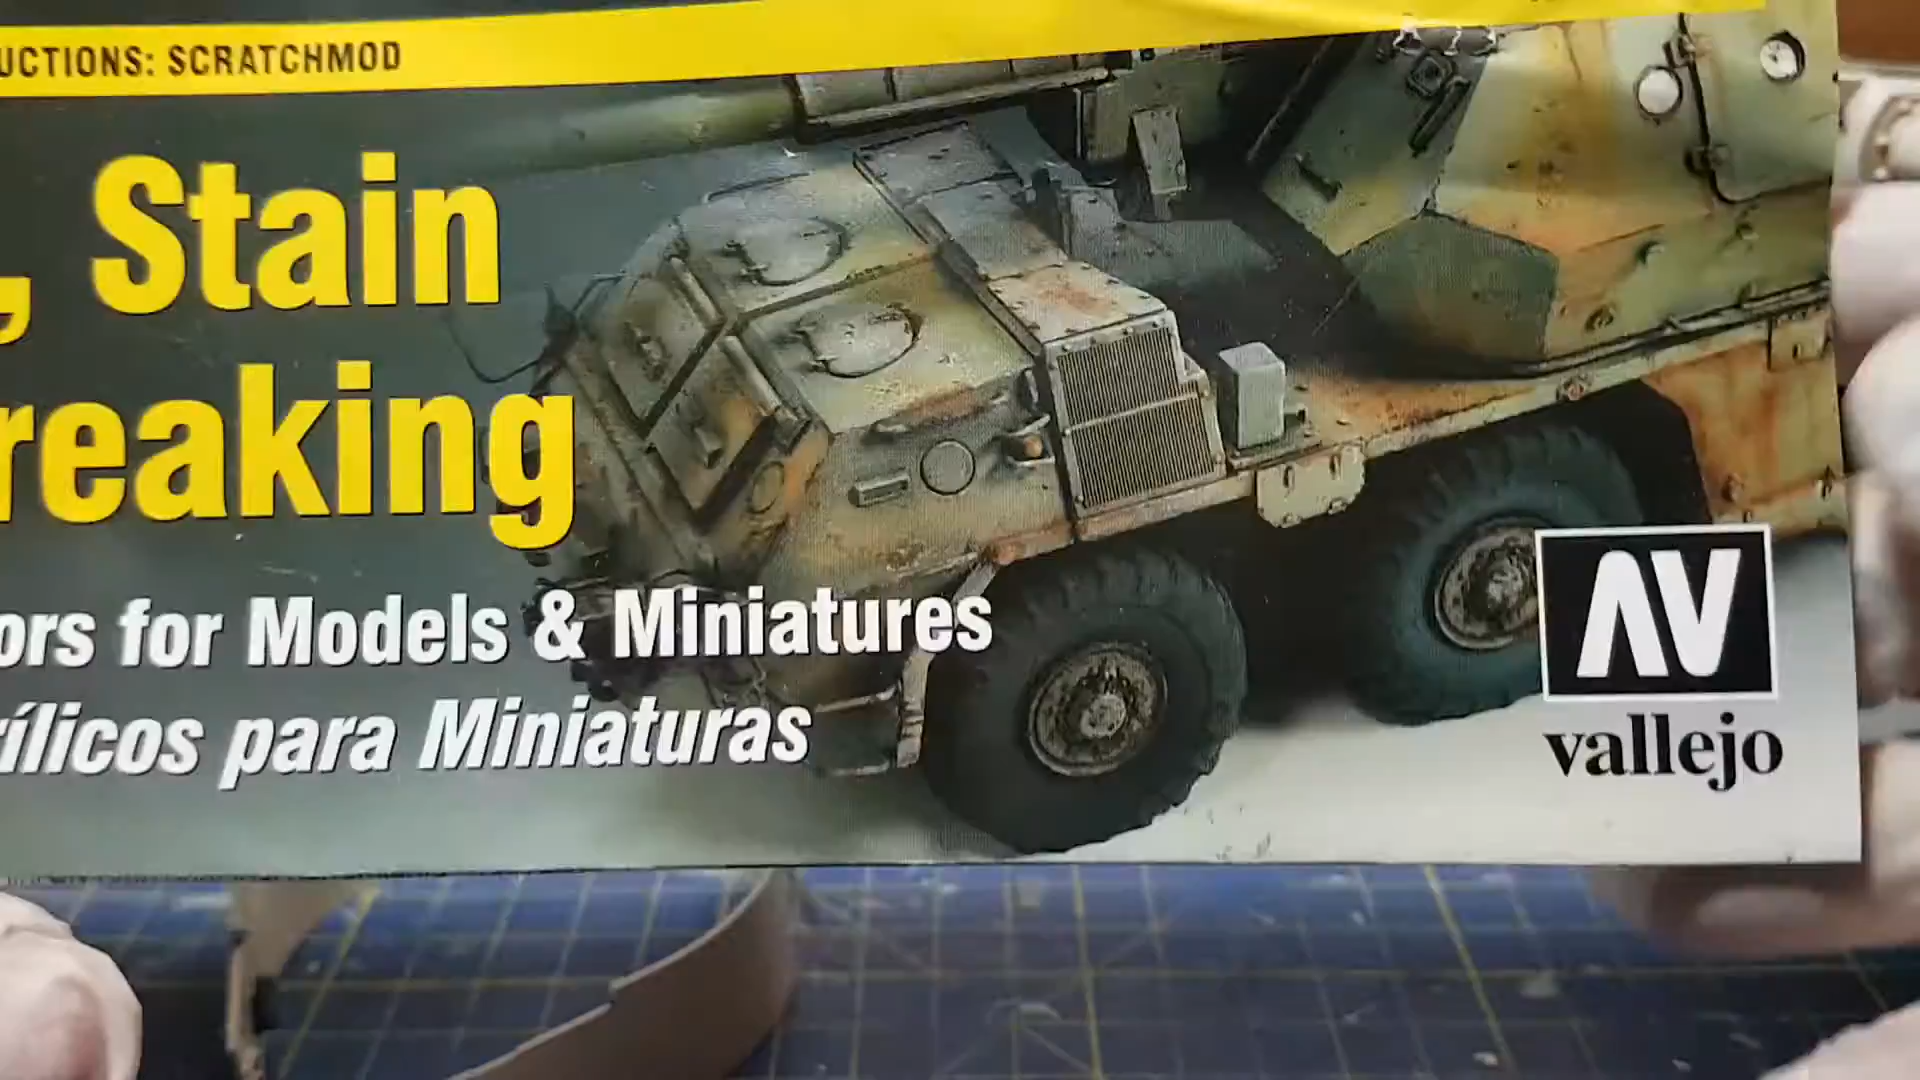 UCTIONS: SCRATCHMOD
, Stain
reaking
ors for Models & Miniatures
ílicos para Miniaturas
AV
vallejo